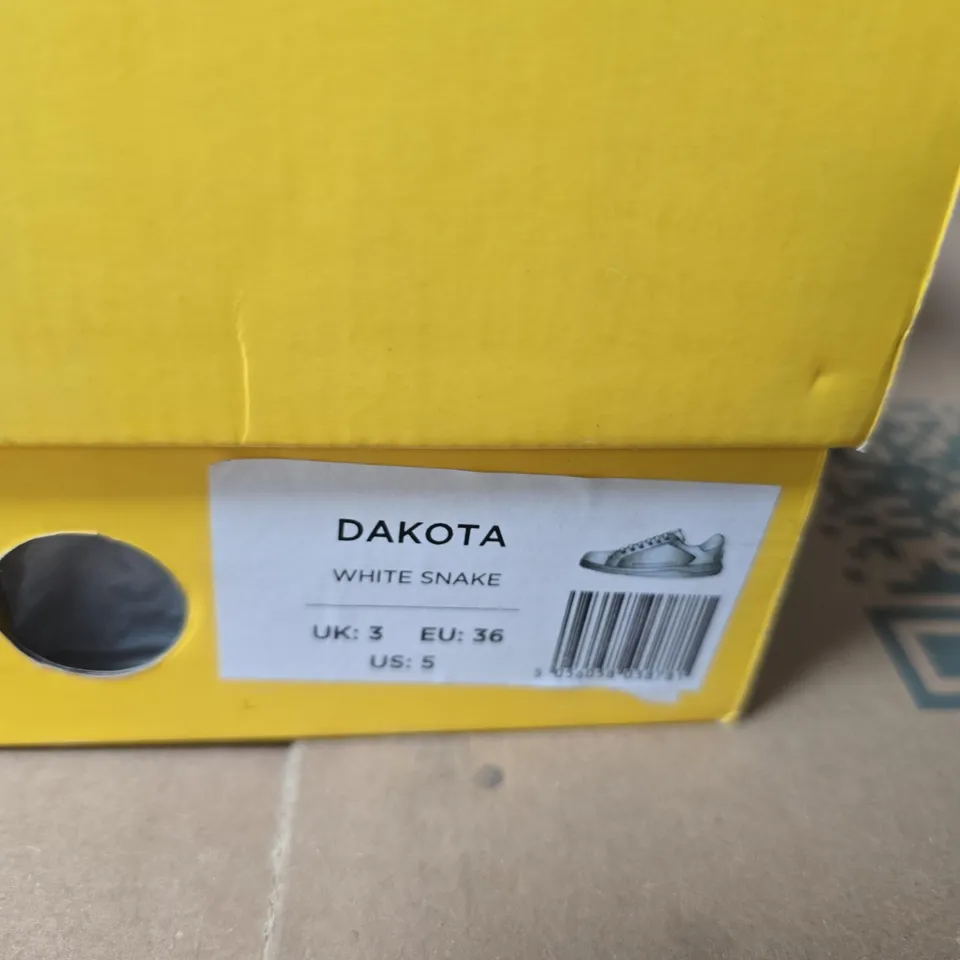 DAKOTA
WHITE SNAKE
UK: 3 EU: 36
US: 5